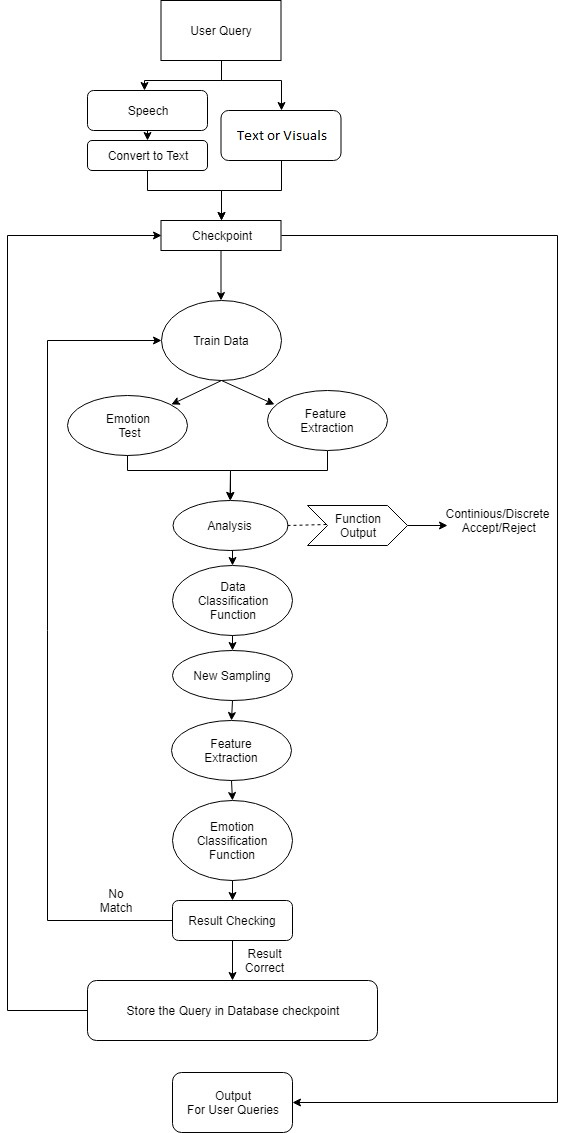 User Query
Speech
Text or Visuals
Convert to Text
Checkpoint
Train Data
Emotion
Test
Feature
Extraction
Analysis
Function
Output
Continious/Discrete
Accept/Reject
Data
Classification
Function
New Sampling
Feature
Extraction
Emotion
Classification
Function
No
Match
Result Checking
Result
Correct
Store the Query in Database checkpoint
Output
For User Queries